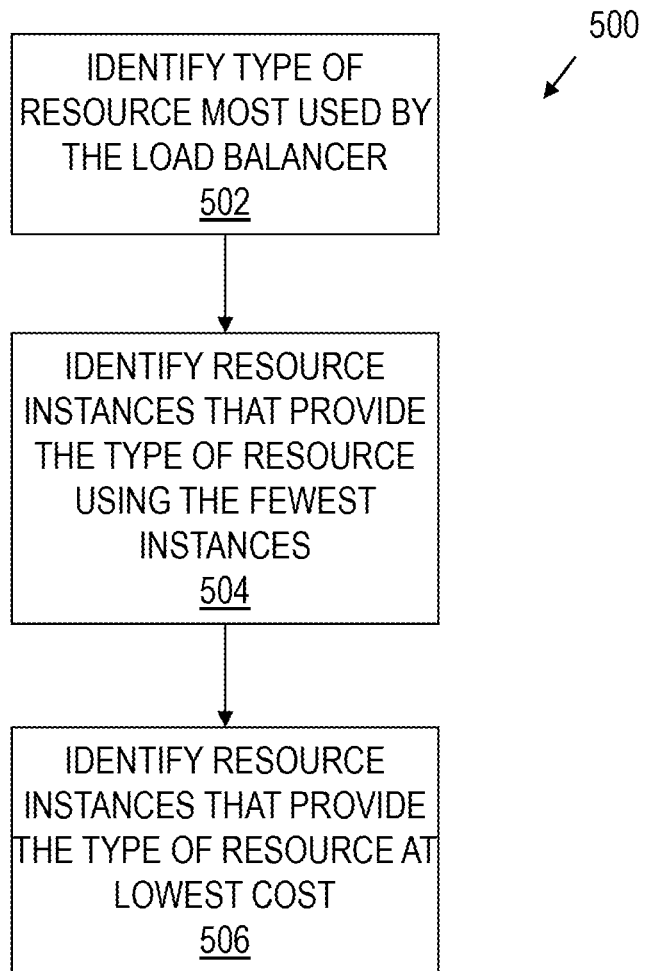 500
IDENTIFY TYPE OF
RESOURCE MOST USED BY
THE LOAD BALANCER
502
IDENTIFY RESOURCE
INSTANCES THAT PROVIDE
THE TYPE OF RESOURCE
USING THE FEWEST
INSTANCES
504
IDENTIFY RESOURCE
INSTANCES THAT PROVIDE
THE TYPE OF RESOURCE AT
LOWEST COST
506